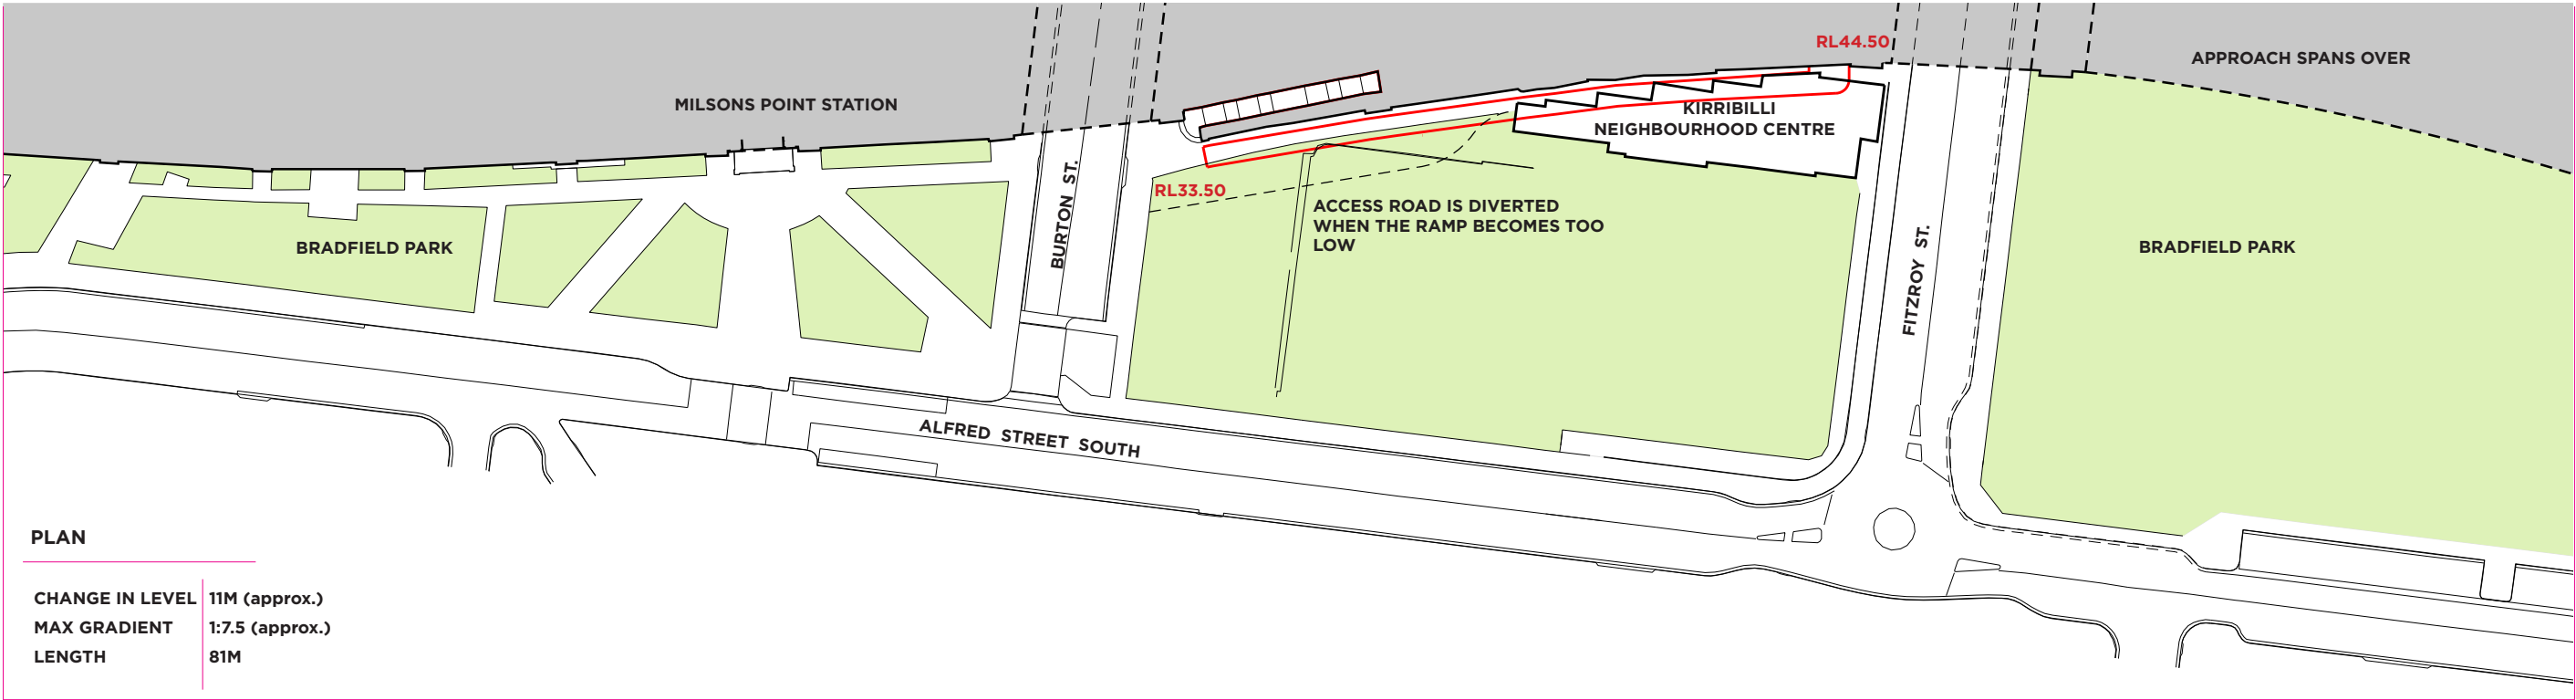 RL44.50
APPROACH SPANS OVER
MILSONS POINT STATION
KIRRIBILLI
NEIGHBOURHOOD CENTRE
RL33.50
BURTON ST.
ACCESS ROAD IS DIVERTED
WHEN THE RAMP BECOMES TOO
LOW
BRADFIELD PARK
FITZROY ST.
BRADFIELD PARK
ALFRED STREET SOUTH
PLAN
CHANGE IN LEVEL 11M (approx.)
MAX GRADIENT 1:7.5 (approx.)
LENGTH 81M